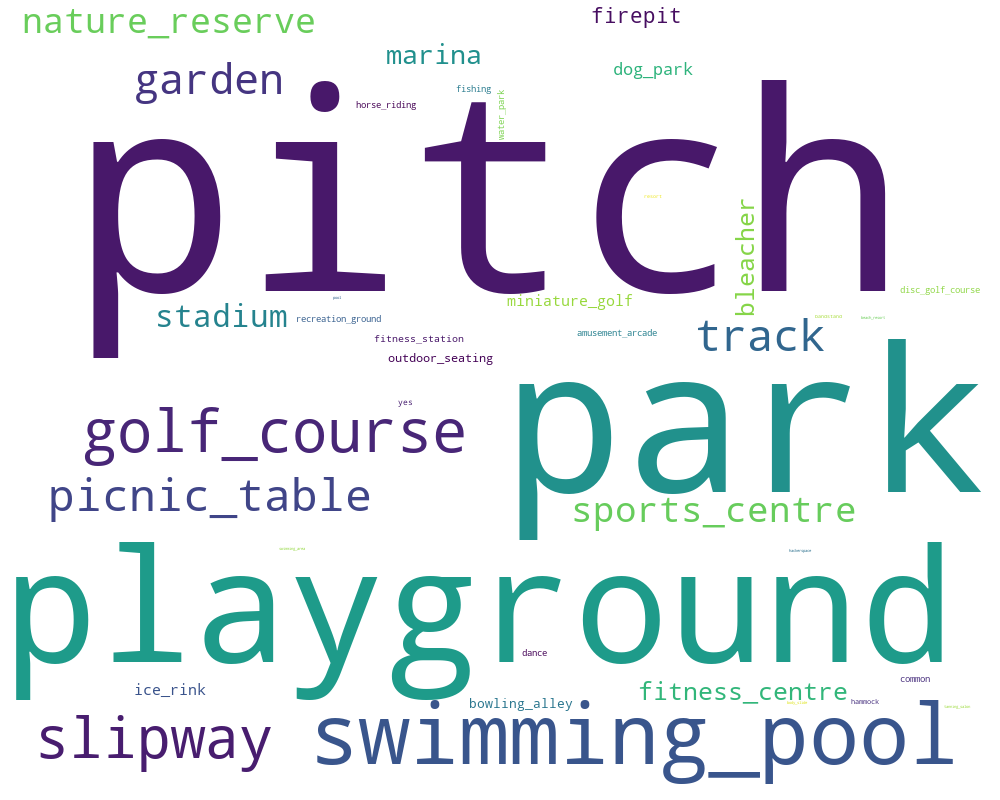 nature_reserve
firepit
marina
garden
dog_park
fishing
horse_riding
water_park
pitch
bleacher
disc_golf_course
miniature_golf
stadium
recreation_ground
amusement_arcade
track
fitness_station
outdoor_seating
park
yes
golf_course
picnic_table
sports_centre
playground
dance
common
ice_rink
fitness_centre
bowling_alley
hammock
slipway
swimming_pool